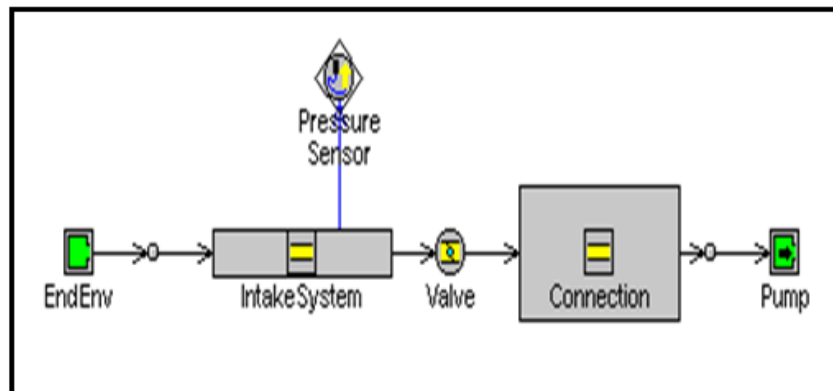 Pressure
Sensor
EndEnv
IntakeSystem
Valve
Connection
Pump